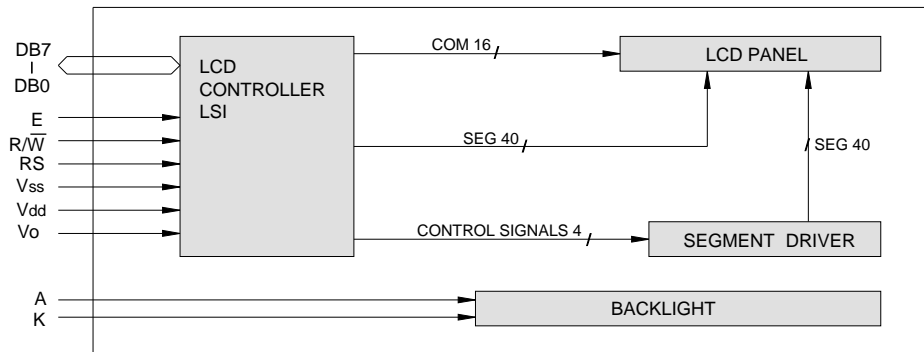 DB7
DB0
E
R/W̅
RS
Vss
Vdd
Vo
A
K
LCD
CONTROLLER
LSI
COM 16
LCD PANEL
SEG 40
SEG 40
CONTROL SIGNALS 4
SEGMENT DRIVER
BACKLIGHT